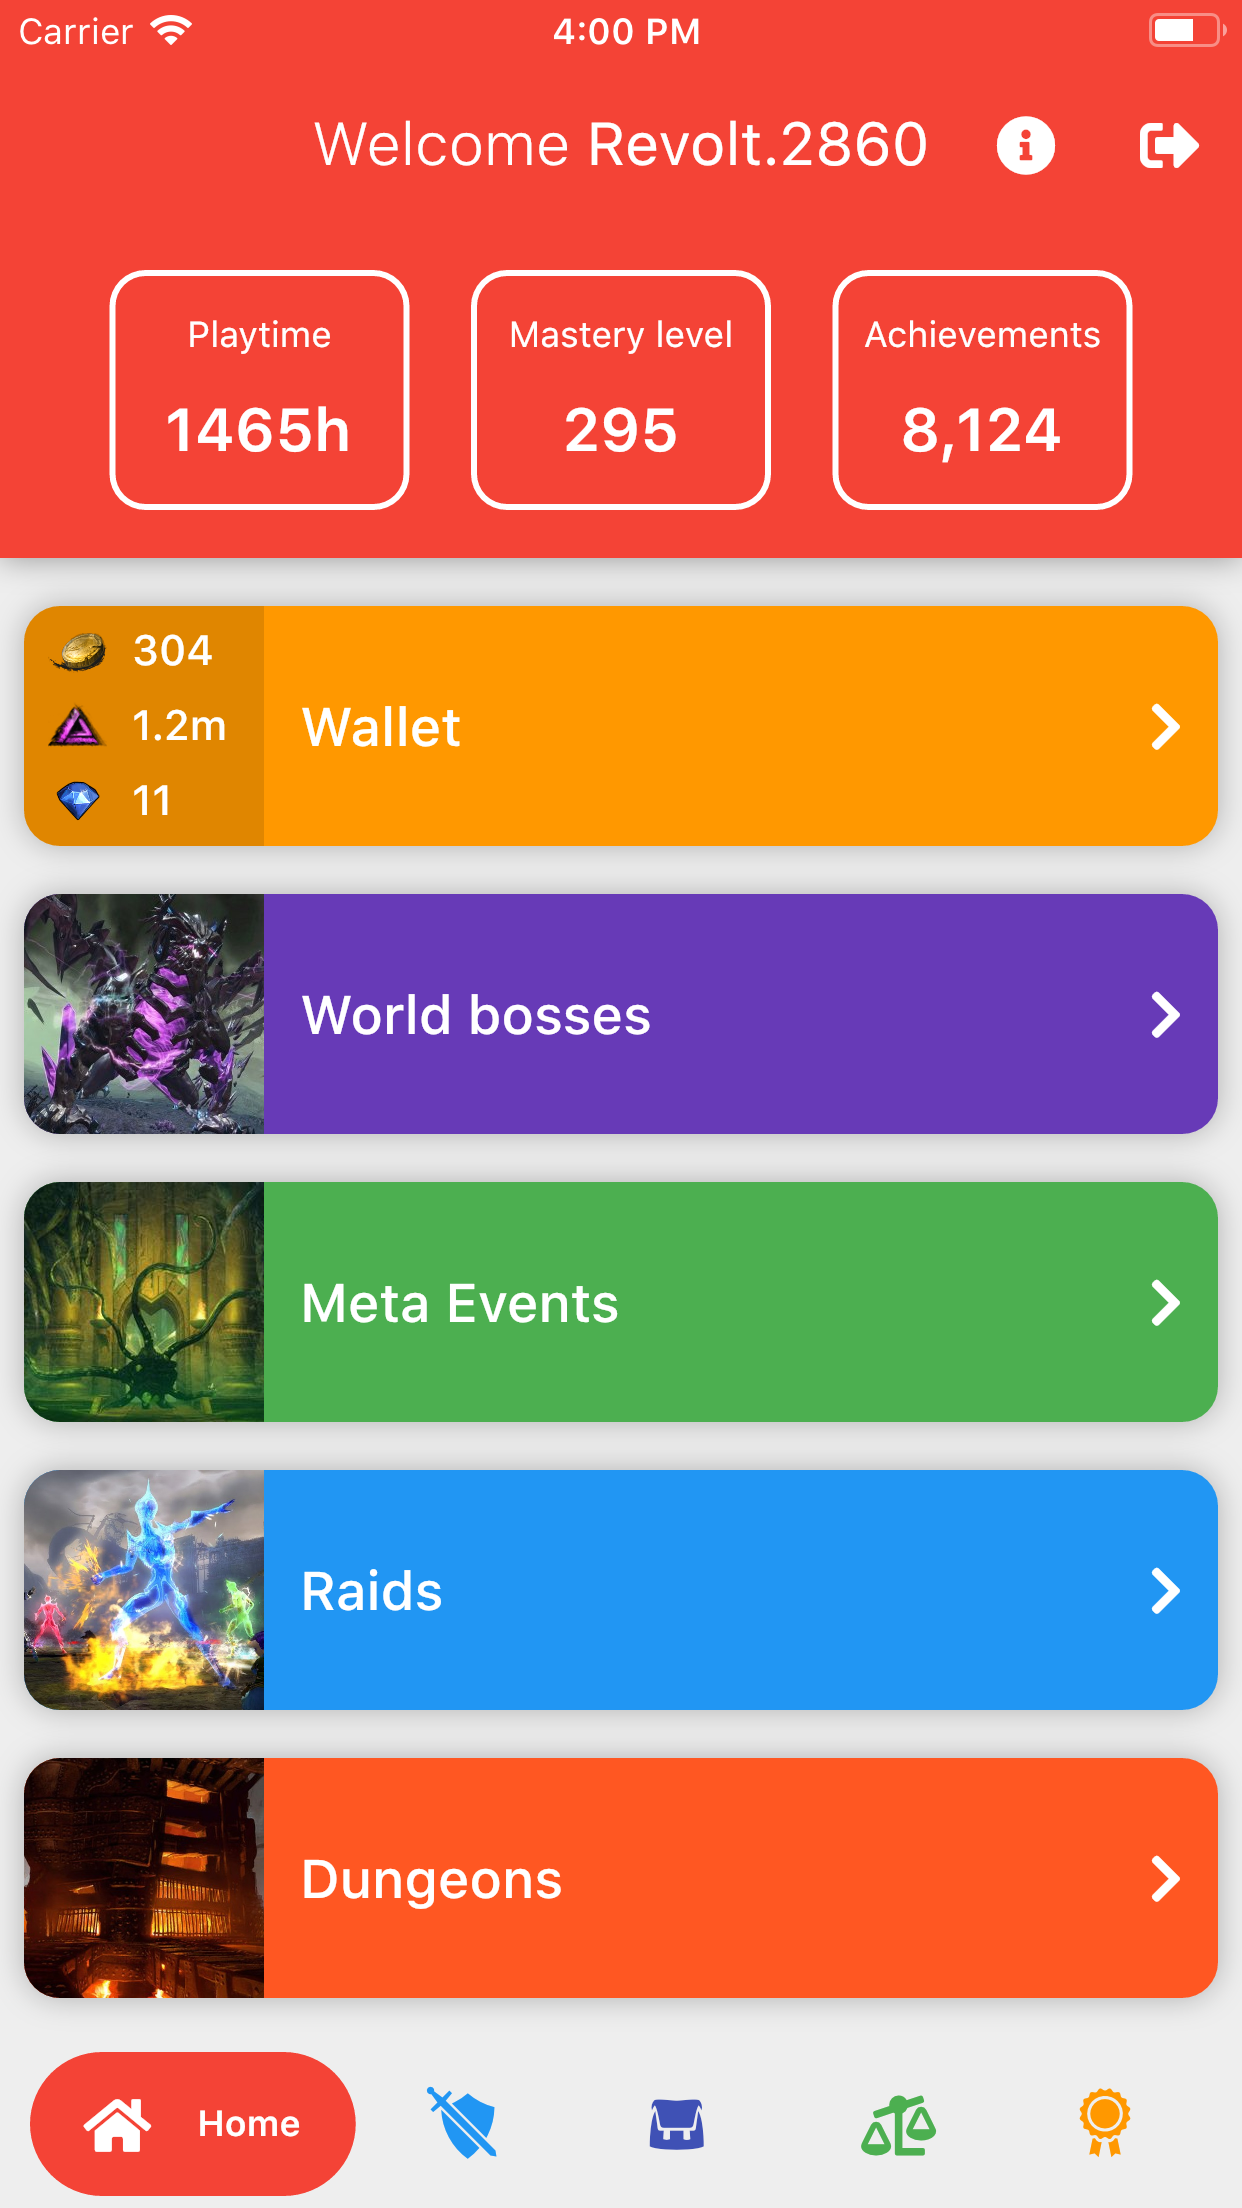 Carrier 4:00 PM
Welcome Revolt.2860
Playtime
1465h
Mastery level
295
Achievements
8,124
304
1.2m
11
Wallet
World bosses
Meta Events
Raids
Dungeons
Home